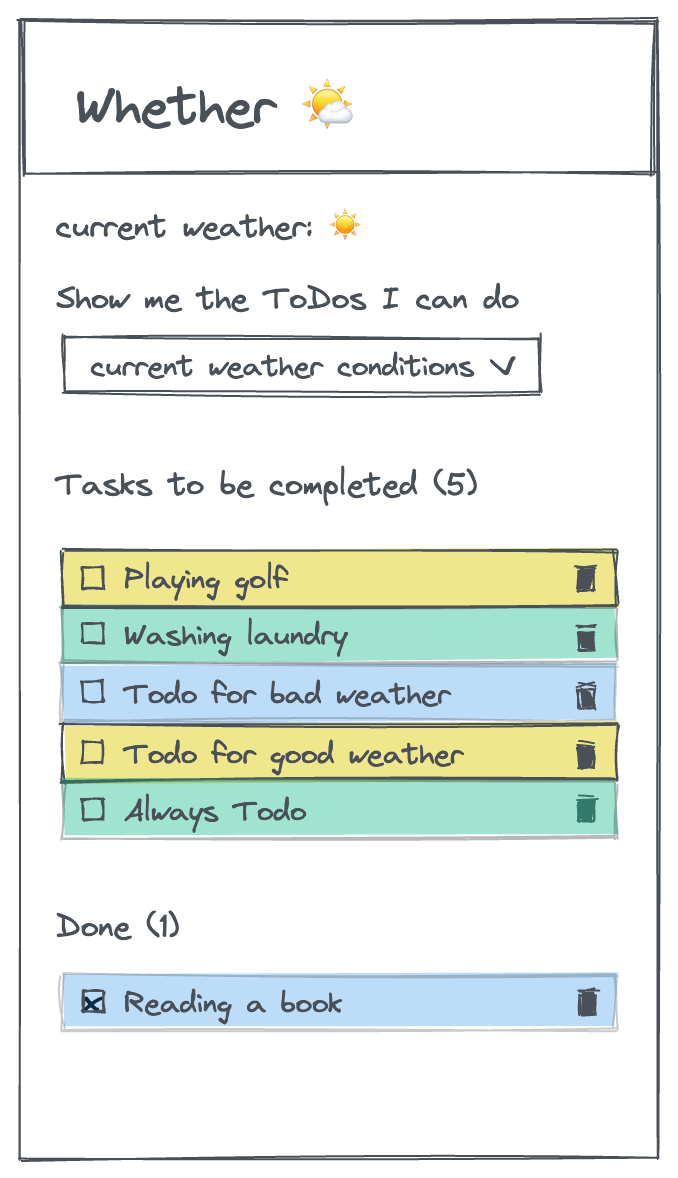 Whether 🌤️
current weather: ☀️
Show me the ToDos I can do
current weather conditions
Tasks to be completed (5)
Playing golf
Washing laundry
Todo for bad weather
Todo for good weather
Always Todo
Done (1)
Reading a book